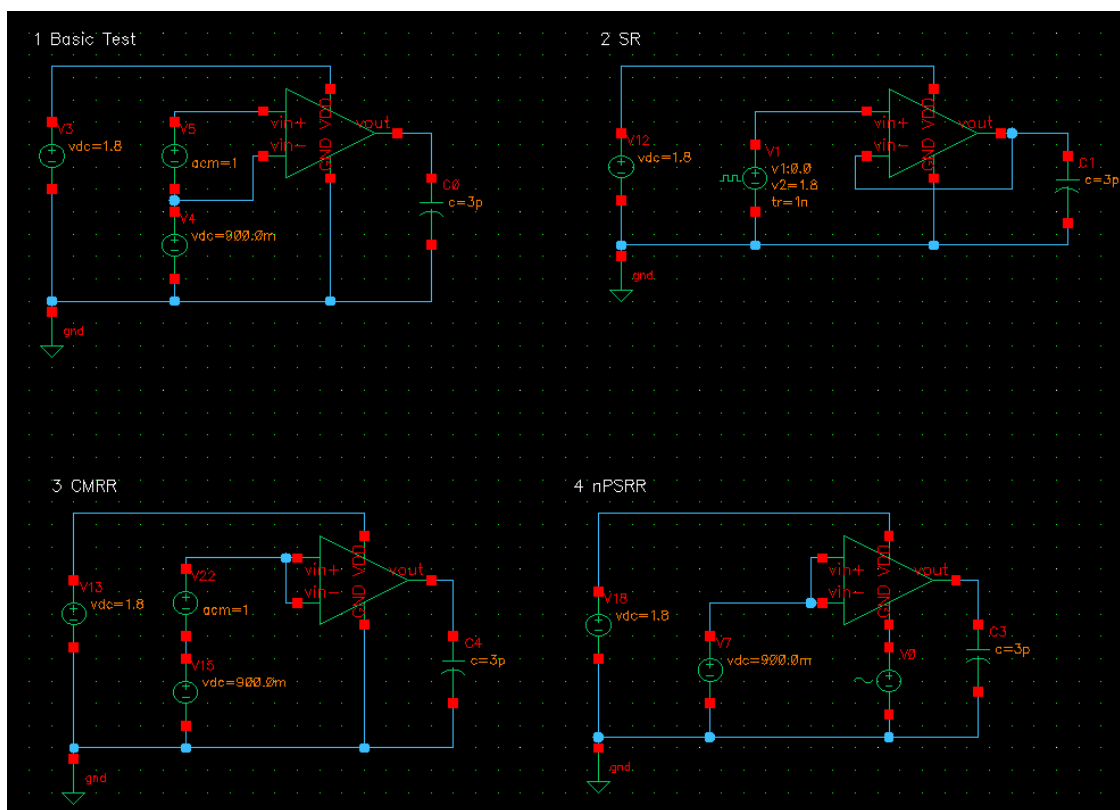 1 Basic Test
V3
vdc=1.8
V5
acm=1
V4
vdc=900.0m
vin+
vin-
VDD
GND
C0
c=3p
gnd
2 SR
V12
vdc=1.8
V1
v1:0.0
v2=1.8
tr=1n
vin+
vin-
VDD
GND
vout
C1
c=3p
gnd
3 CMRR
V13
vdc=1.8
V22
acm=1
V15
vdc=900.0m
vin+
vin-
VDD
GND
vout
C4
c=3p
gnd
4 nPSRR
V18
vdc=1.8
V7
vdc=900.0m
vin+
vin-
VDD
GND
vout
V0
C3
c=3p
gnd